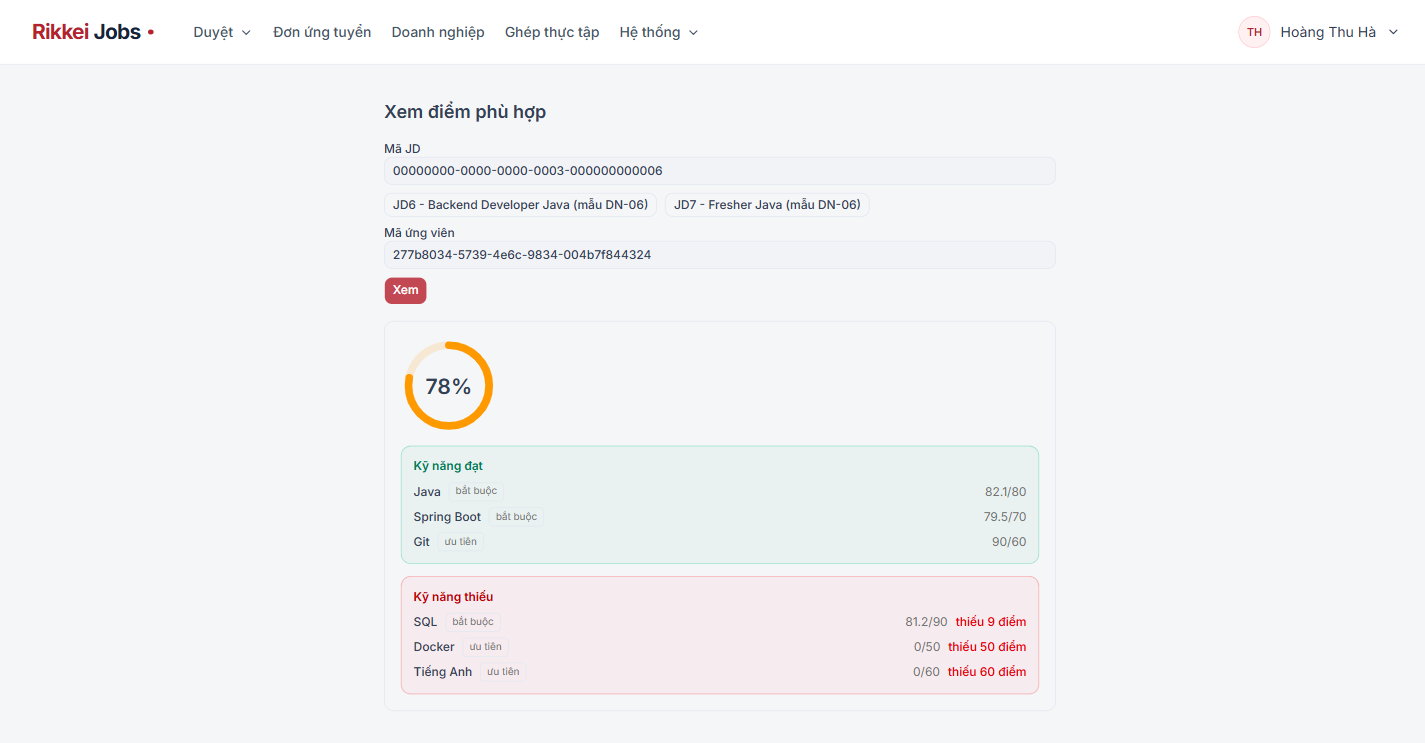 Rikkei Jobs
Duyệt Đơn ứng tuyển Doanh nghiệp Ghép thực tập Hệ thống
TH Hoàng Thu Hà
Xem điểm phù hợp
Mã JD
00000000-0000-0000-0003-000000000006
JD6 - Backend Developer Java (mẫu DN-06) JD7 - Fresher Java (mẫu DN-06)
Mã ứng viên
277b8034-5739-4e6c-9834-004b7f844324
Xem
78%
Kỹ năng đạt
Java bắt buộc 82.1/80
Spring Boot bắt buộc 79.5/70
Git ưu tiên 90/60
Kỹ năng thiếu
SQL bắt buộc 81.2/90 thiếu 9 điểm
Docker ưu tiên 0/50 thiếu 50 điểm
Tiếng Anh ưu tiên 0/60 thiếu 60 điểm